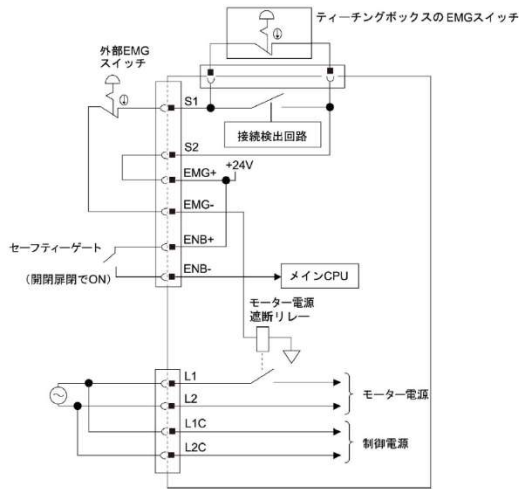 ティーチングボックスのEMGスイッチ
外部EMG
スイッチ
S1
接続検出回路
S2
+24V
EMG+
EMG-
セーフティーゲート
ENB+
(開閉扉閉でON)
ENB-
メインCPU
モーター電源
遮断リレー
L1
L2
モーター電源
L1C
制御電源
L2C